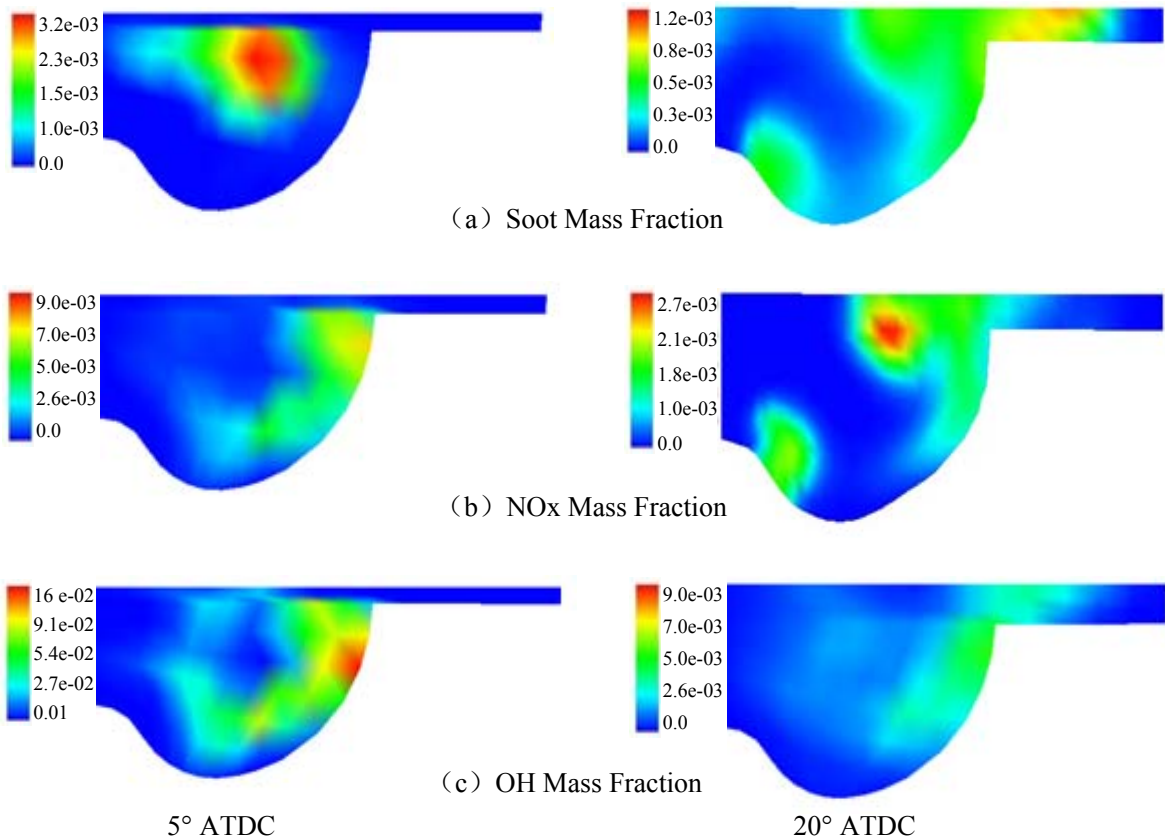 3.2e-03
2.3e-03
1.5e-03
1.0e-03
0.0
1.2e-03
0.8e-03
0.5e-03
0.3e-03
0.0
（a）Soot Mass Fraction
9.0e-03
7.0e-03
5.0e-03
2.6e-03
0.0
2.7e-03
2.1e-03
1.8e-03
1.0e-03
0.0
（b）NOx Mass Fraction
16 e-02
9.1e-02
5.4e-02
2.7e-02
0.01
9.0e-03
7.0e-03
5.0e-03
2.6e-03
0.0
（c）OH Mass Fraction
5° ATDC
20° ATDC